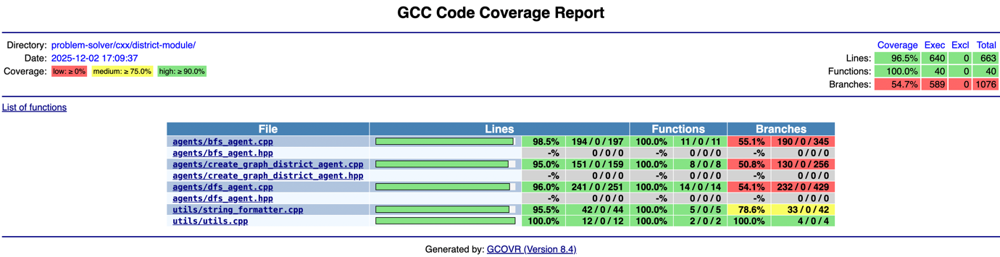 GCC Code Coverage Report
Directory: problem-solver/cxx/district-module/
Date: 2025-12-02 17:09:37
Coverage: low: ≥ 0% medium: ≥ 75.0% high: ≥ 90.0%
Coverage Exec Excl Total
Lines: 96.5% 640 0 663
Functions: 100.0% 40 0 40
Branches: 54.7% 589 0 1076
List of functions
File Lines Functions Branches
agents/bfs_agent.cpp 98.5% 194 / 0 / 197 100.0% 11 / 0 / 11 55.1% 190 / 0 / 345
agents/bfs_agent.hpp -% 0 / 0 / 0 -% 0 / 0 / 0 -% 0 / 0 / 0
agents/create_graph_district_agent.cpp 95.0% 151 / 0 / 159 100.0% 8 / 0 / 8 50.8% 130 / 0 / 256
agents/create_graph_district_agent.hpp -% 0 / 0 / 0 -% 0 / 0 / 0 -% 0 / 0 / 0
agents/dfs_agent.cpp 96.0% 241 / 0 / 251 100.0% 14 / 0 / 14 54.1% 232 / 0 / 429
agents/dfs_agent.hpp -% 0 / 0 / 0 -% 0 / 0 / 0 -% 0 / 0 / 0
utils/string_formatter.cpp 95.5% 42 / 0 / 44 100.0% 5 / 0 / 5 78.6% 33 / 0 / 42
utils/utils.cpp 100.0% 12 / 0 / 12 100.0% 2 / 0 / 2 100.0% 4 / 0 / 4
Generated by: GCOVR (Version 8.4)